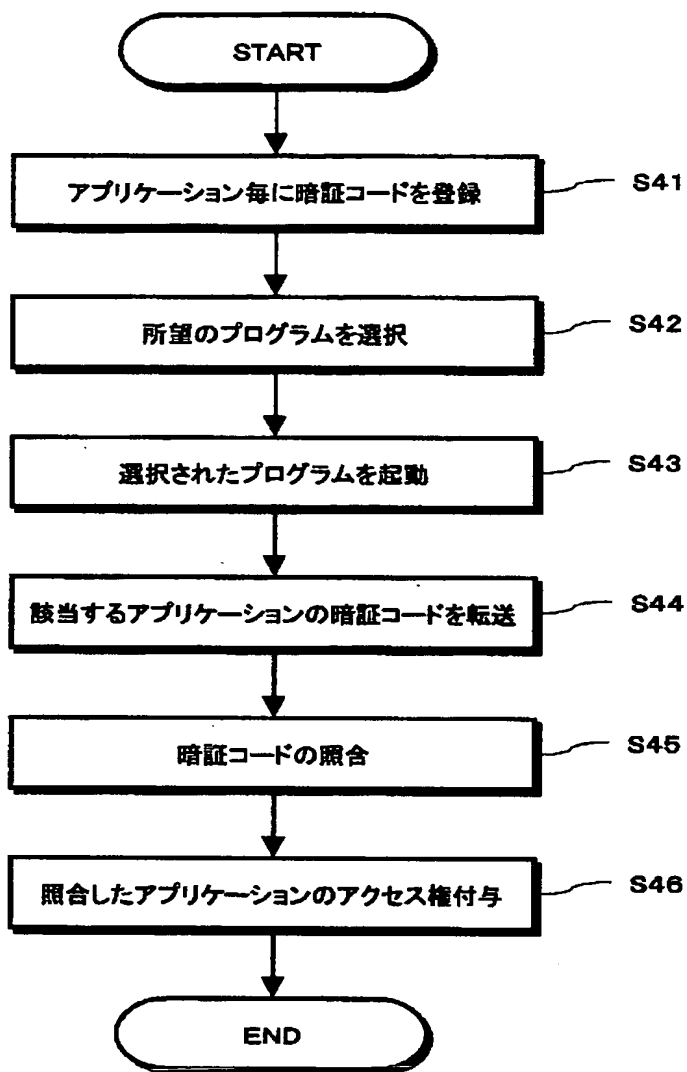 START
アプリケーション毎に暗証コードを登録
S41
所望のプログラムを選択
S42
選択されたプログラムを起動
S43
該当するアプリケーションの暗証コードを転送
S44
暗証コードの照合
S45
照合したアプリケーションのアクセス権付与
S46
END